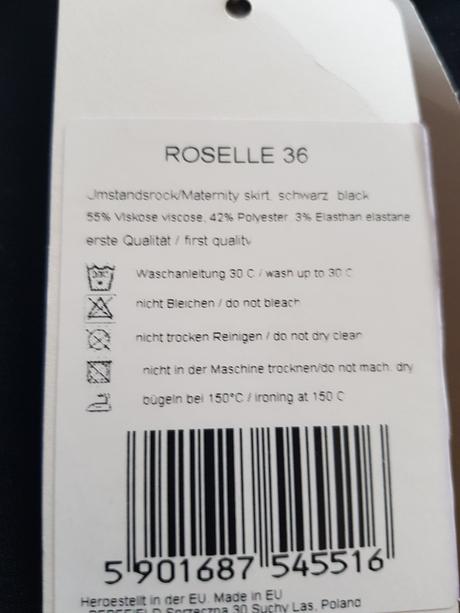 ROSELLE 36
Umstandsrock/Maternity skirt, schwarz black
55% Viskose viscose, 42% Polyester 3% Elasthan elastane
erste Qualität / first quality
30C
Waschanleitung 30 C / wash up to 30 C
nicht Bleichen / do not bleach
nicht trocken Reinigen / do not dry clean
nicht in der Maschine trocknen/do not mach. dry
bügeln bei 150°C / ironing at 150 C
5 901687 545516
Hergestellt in der EU Made in EU
30 Suchy Las, Poland